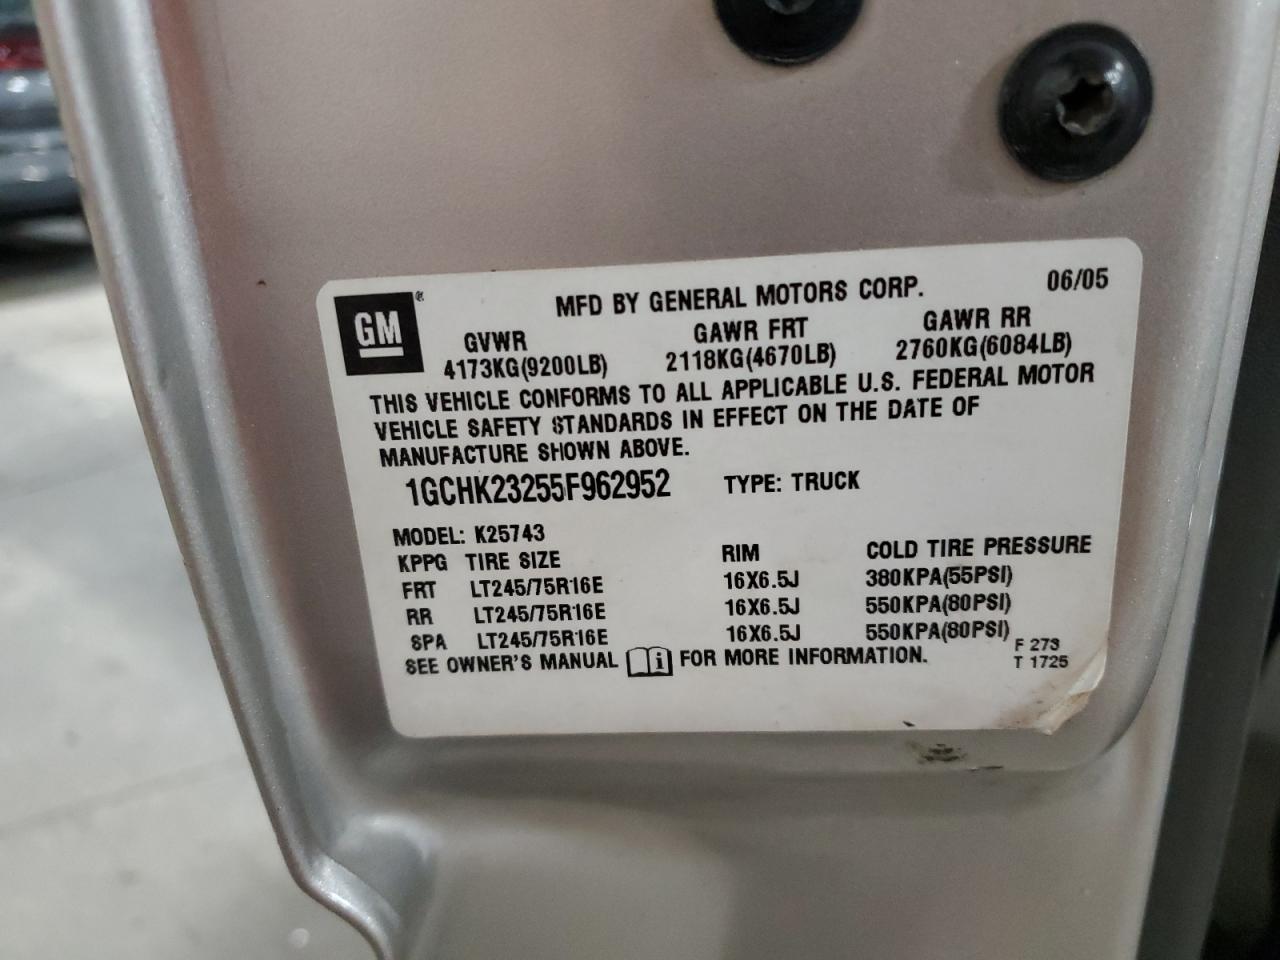 GM®
MFD BY GENERAL MOTORS CORP. 06/05
GVWR GAWR FRT GAWR RR
4173KG(9200LB) 2118KG(4670LB) 2760KG(6084LB)
THIS VEHICLE CONFORMS TO ALL APPLICABLE U.S. FEDERAL MOTOR
VEHICLE SAFETY STANDARDS IN EFFECT ON THE DATE OF
MANUFACTURE SHOWN ABOVE.
1GCHK23255F962952 TYPE: TRUCK
MODEL: K25743
KPPG TIRE SIZE RIM COLD TIRE PRESSURE
FRT LT245/75R16E 16X6.5J 380KPA(55PSI)
RR LT245/75R16E 16X6.5J 550KPA(80PSI)
SPA LT245/75R16E 16X6.5J 550KPA(80PSI)
SEE OWNER'S MANUAL i FOR MORE INFORMATION.
F 273
T 1725